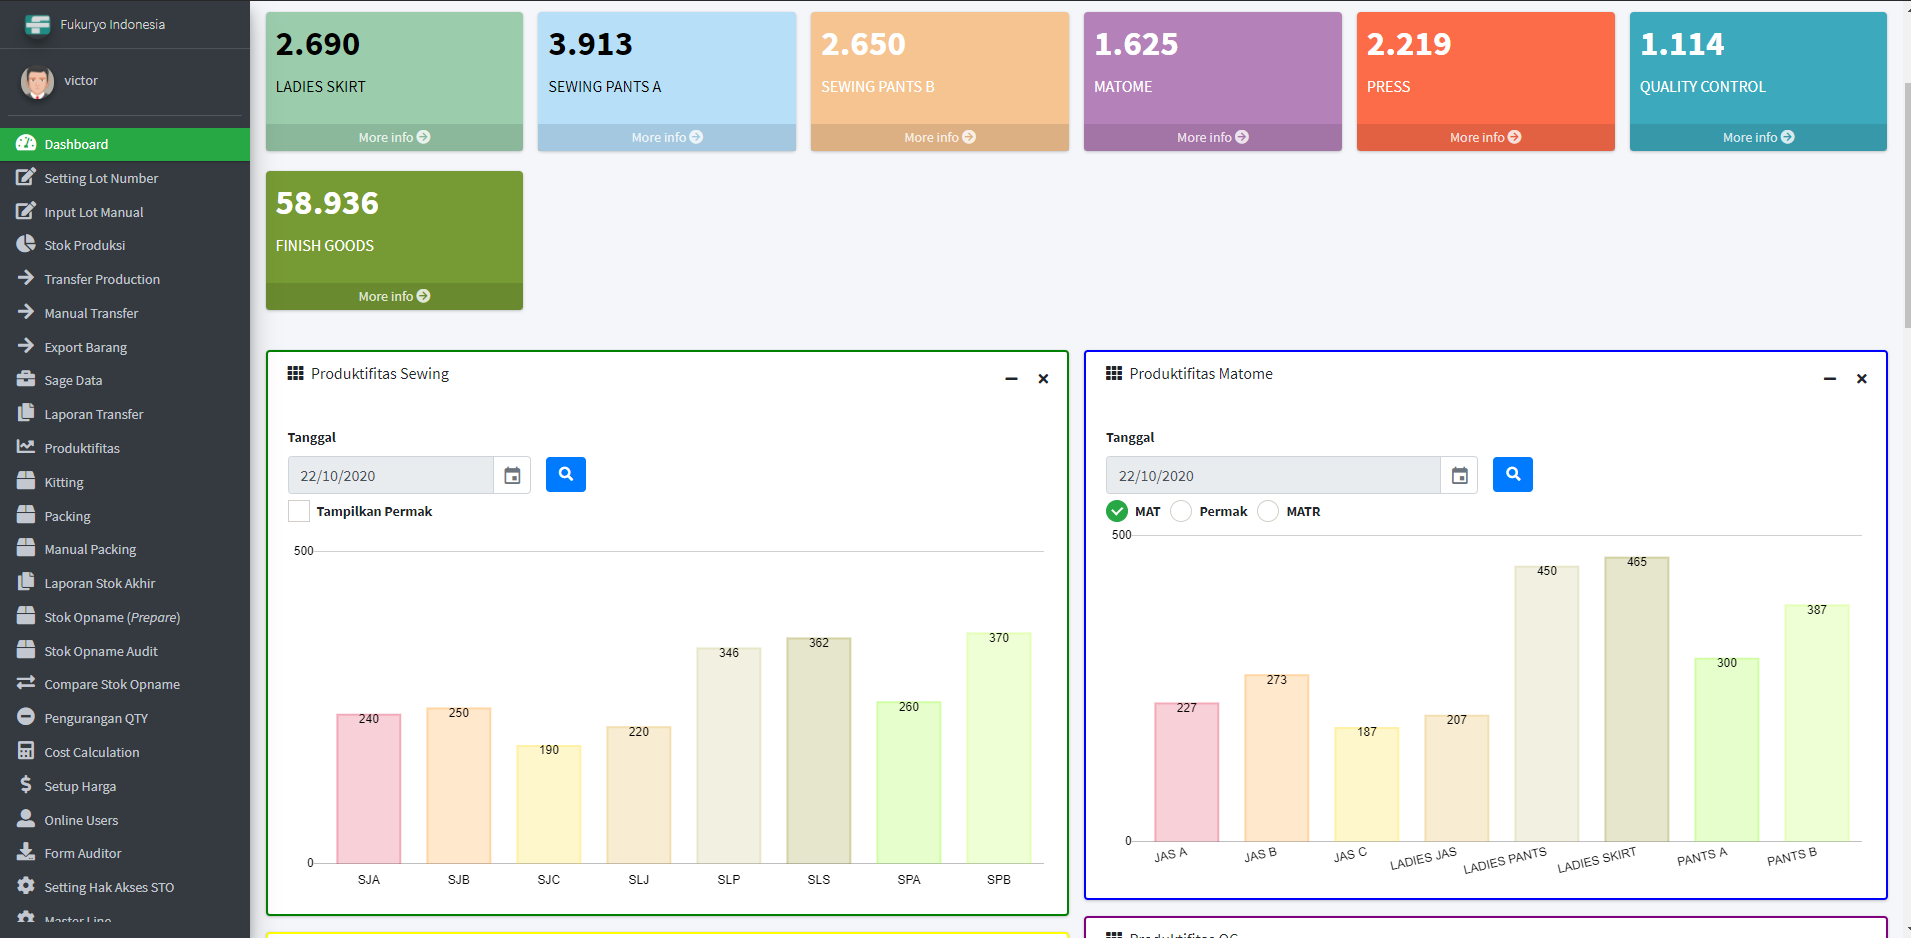 Fukuryo Indonesia
victor
Dashboard
Setting Lot Number
Input Lot Manual
Stok Produksi
Transfer Production
Manual Transfer
Export Barang
Sage Data
Laporan Transfer
Produktifitas
Kitting
Packing
Manual Packing
Laporan Stok Akhir
Stok Opname (Prepare)
Stok Opname Audit
Compare Stok Opname
Pengurangan QTY
Cost Calculation
Setup Harga
Online Users
Form Auditor
Setting Hak Akses STO
Master Line
2.690
LADIES SKIRT
More info
3.913
SEWING PANTS A
More info
2.650
SEWING PANTS B
More info
1.625
MATOME
More info
2.219
PRESS
More info
1.114
QUALITY CONTROL
More info
58.936
FINISH GOODS
More info
Produktifitas Sewing
Tanggal
22/10/2020
Tampilkan Permak
500
240
250
190
220
346
362
260
370
0
SJA
SJB
SJC
SLJ
SLP
SLS
SPA
SPB
Produktifitas Matome
Tanggal
22/10/2020
MAT
Permak
MATR
500
227
273
187
207
450
465
300
387
0
JAS A
JAS B
JAS C
LADIES JAS
LADIES PANTS
LADIES SKIRT
PANTS A
PANTS B
Produktifitas QC